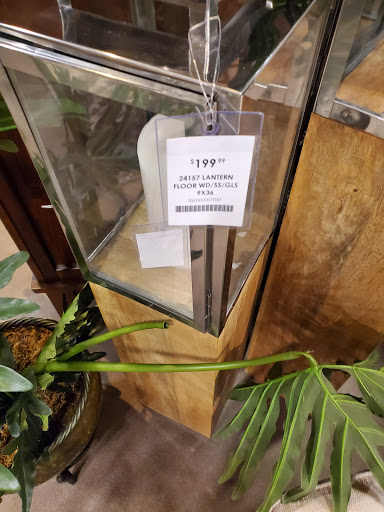 $199.99
24157 LANTERN
FLOOR WD/SS/GLS
9X36